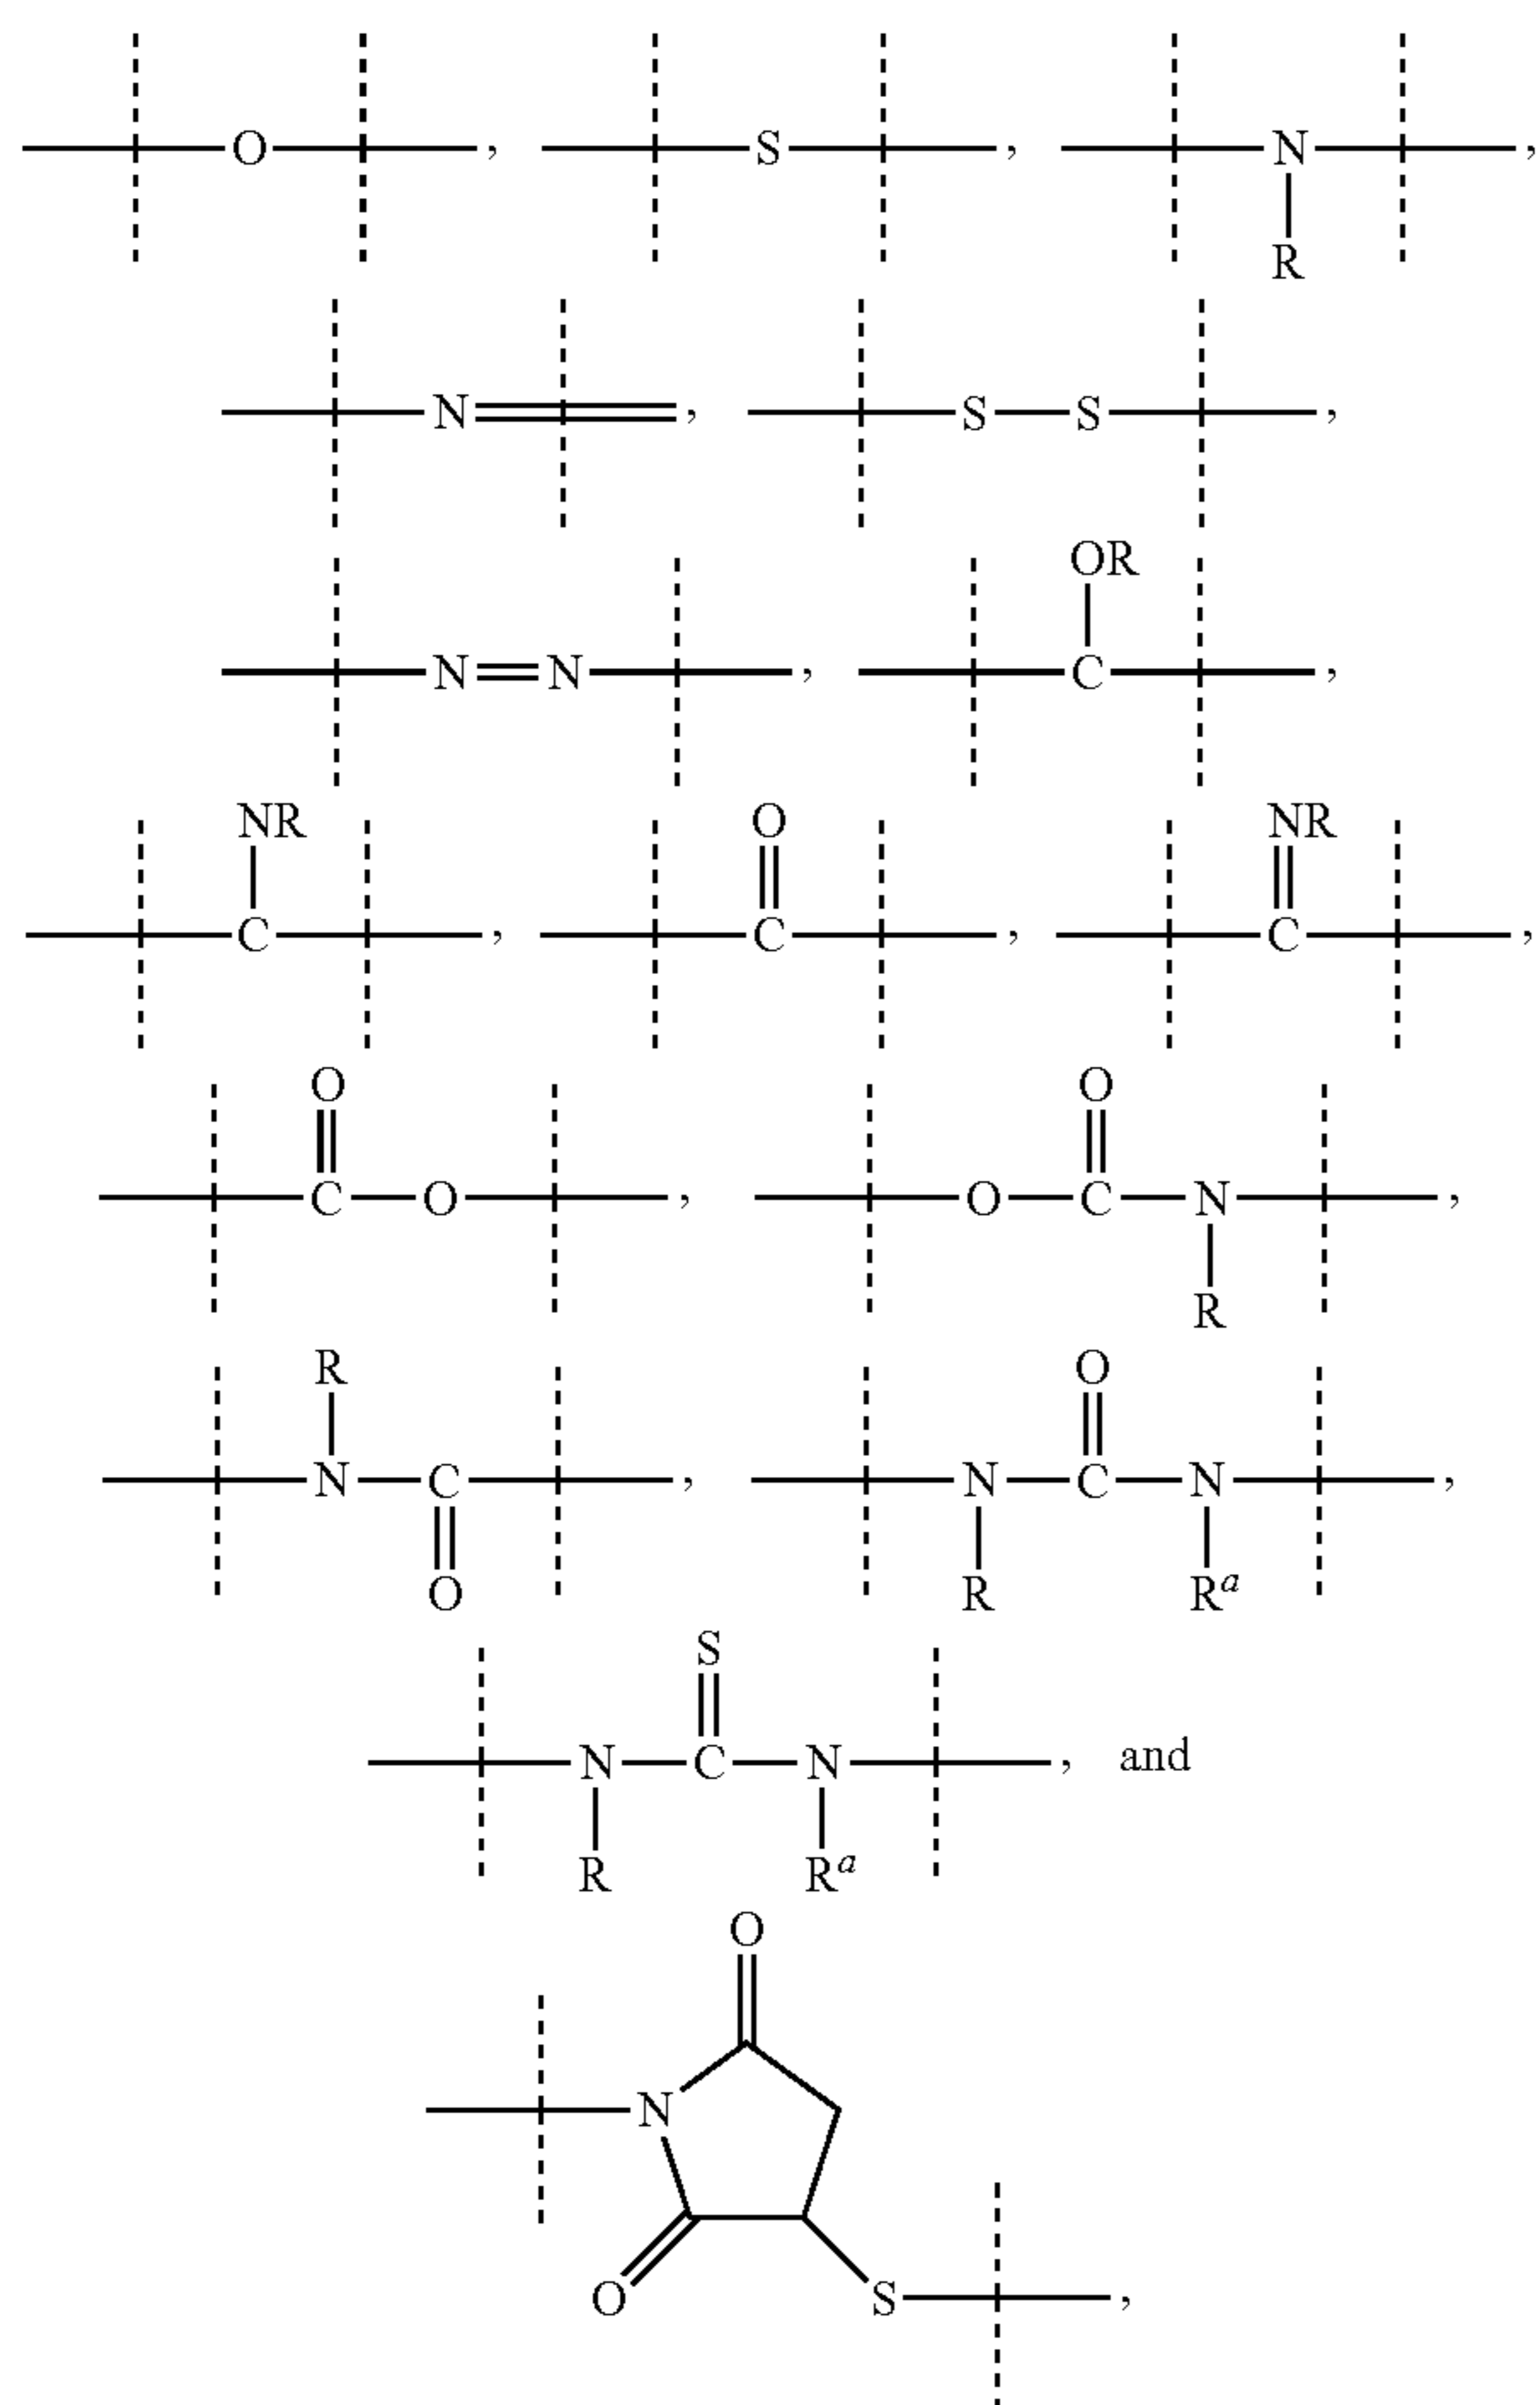 O , S , N ,
R
N , S S ,
OR
N N , C ,
NR O NR
C , C , C ,
O O
C O , O C N ,
R
R O
N C , N C N ,
O R Rᵃ
S
N C N , and
R Rᵃ
O
N
O S ,